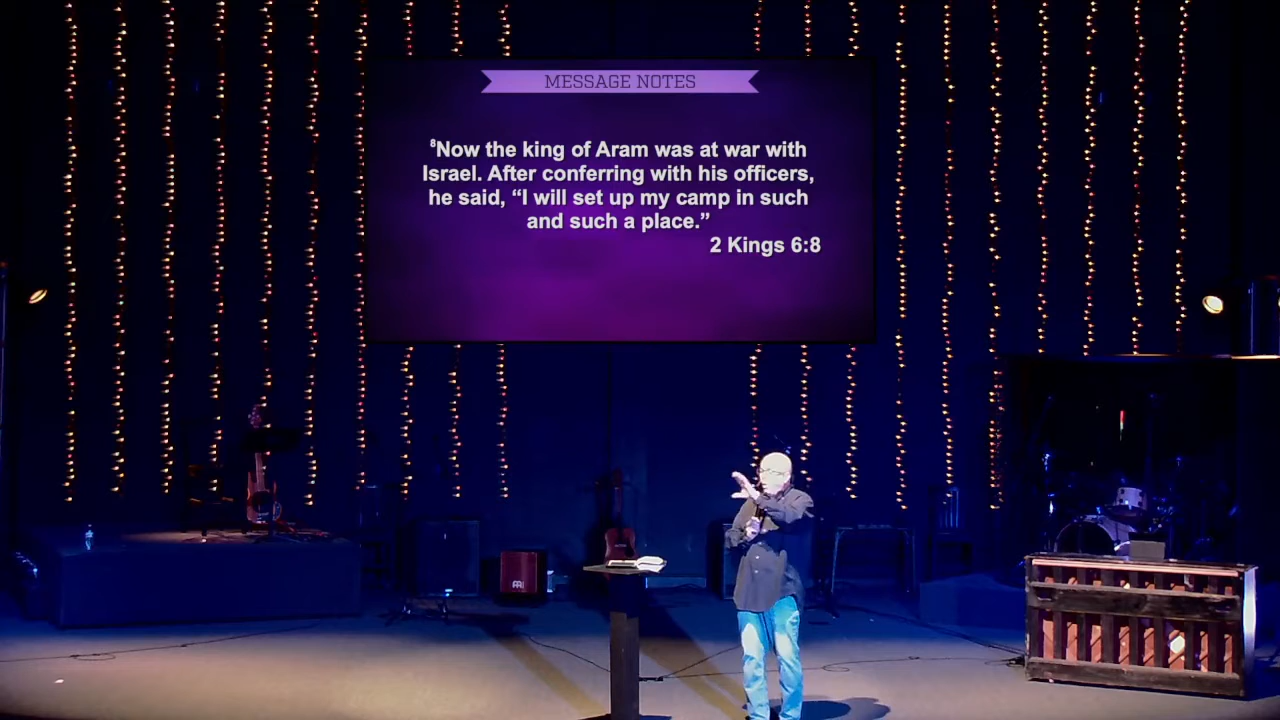 MESSAGE NOTES
⁸Now the king of Aram was at war with
Israel. After conferring with his officers,
he said, “I will set up my camp in such
and such a place.”
2 Kings 6:8